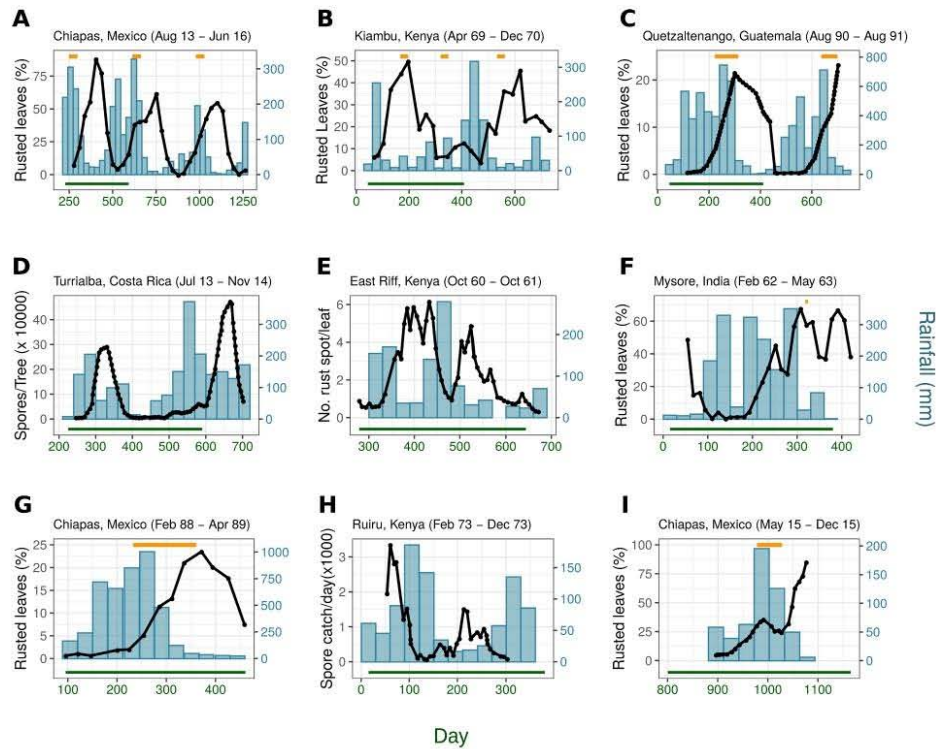 A
Chiapas, Mexico (Aug 13 − Jun 16)
Rusted leaves (%)
75
50
25
0
300
200
100
0
250 500 750 1000 1250
B
Kiambu, Kenya (Apr 69 − Dec 70)
Rusted Leaves (%)
50
40
30
20
10
0
300
200
100
0
0 200 400 600
C
Quetzaltenango, Guatemala (Aug 90 − Aug 91)
Rusted leaves (%)
20
10
0
800
600
400
200
0
0 200 400 600
D
Turrialba, Costa Rica (Jul 13 − Nov 14)
Spores/Tree (x 10000)
40
30
20
10
0
300
200
100
0
200 300 400 500 600 700
E
East Riff, Kenya (Oct 60 − Oct 61)
No. rust spot/leaf
6
4
2
0
200
100
0
300 400 500 600 700
F
Mysore, India (Feb 62 − May 63)
Rusted leaves (%)
60
40
20
0
300
200
100
0
0 100 200 300 400
Rainfall (mm)
G
Chiapas, Mexico (Feb 88 − Apr 89)
Rusted leaves (%)
25
20
15
10
5
0
1000
750
500
250
0
100 200 300 400
H
Ruiru, Kenya (Feb 73 − Dec 73)
Spore catch/day(x1000)
3
2
1
0
150
100
50
0
0 100 200 300
I
Chiapas, Mexico (May 15 − Dec 15)
Rusted leaves (%)
100
75
50
25
0
200
150
100
50
0
800 900 1000 1100
Day